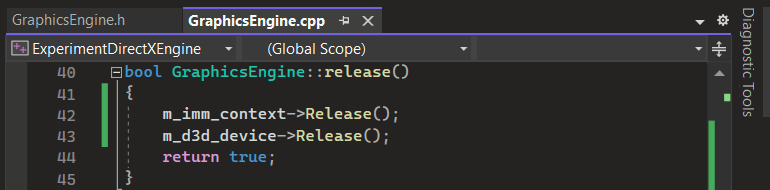 GraphicsEngine.h
GraphicsEngine.cpp
ExperimentDirectXEngine
(Global Scope)
40 bool GraphicsEngine::release()
41 {
42 m_imm_context->Release();
43 m_d3d_device->Release();
44 return true;
45 }
Diagnostic Tools